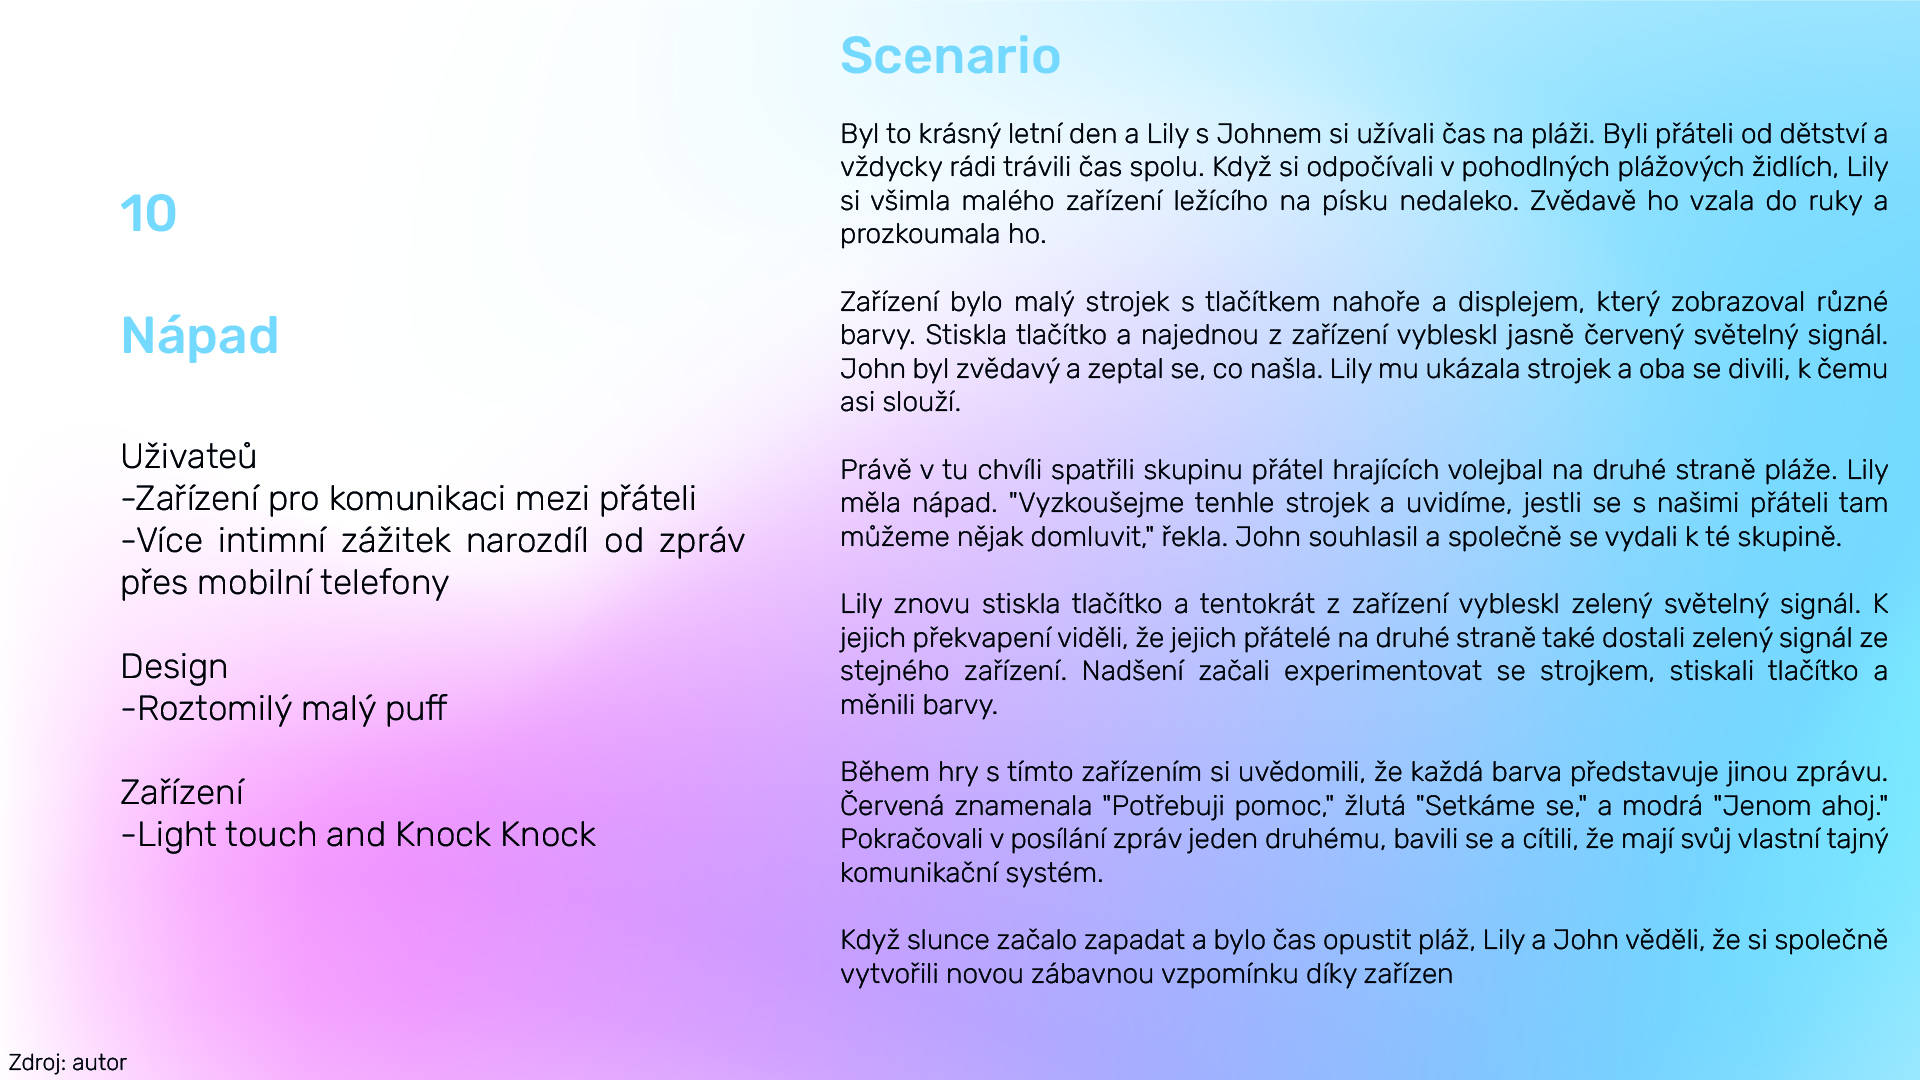 10
Nápad
Uživateů
-Zařízení pro komunikaci mezi přáteli
-Více intimní zážitek narozdíl od zpráv
přes mobilní telefony
Design
-Roztomilý malý puff
Zařízení
-Light touch and Knock Knock
Scenario
Byl to krásný letní den a Lily s Johnem si užívali čas na pláži. Byli přáteli od dětství a
vždycky rádi trávili čas spolu. Když si odpočívali v pohodlných plážových židlích, Lily
si všimla malého zařízení ležícího na písku nedaleko. Zvědavě ho vzala do ruky a
prozkoumala ho.
Zařízení bylo malý strojek s tlačítkem nahoře a displejem, který zobrazoval různé
barvy. Stiskla tlačítko a najednou z zařízení vybleskl jasně červený světelný signál.
John byl zvědavý a zeptal se, co našla. Lily mu ukázala strojek a oba se divili, k čemu
asi slouží.
Právě v tu chvíli spatřili skupinu přátel hrajících volejbal na druhé straně pláže. Lily
měla nápad. "Vyzkoušejme tenhle strojek a uvidíme, jestli se s našimi přáteli tam
můžeme nějak domluvit," řekla. John souhlasil a společně se vydali k té skupině.
Lily znovu stiskla tlačítko a tentokrát z zařízení vybleskl zelený světelný signál. K
jejich překvapení viděli, že jejich přátelé na druhé straně také dostali zelený signál ze
stejného zařízení. Nadšení začali experimentovat se strojkem, stiskali tlačítko a
měnili barvy.
Během hry s tímto zařízením si uvědomili, že každá barva představuje jinou zprávu.
Červená znamenala "Potřebuji pomoc," žlutá "Setkáme se," a modrá "Jenom ahoj."
Pokračovali v posílání zpráv jeden druhému, bavili se a cítili, že mají svůj vlastní tajný
komunikační systém.
Když slunce začalo zapadat a bylo čas opustit pláž, Lily a John věděli, že si společně
vytvořili novou zábavnou vzpomínku díky zařízen
Zdroj: autor